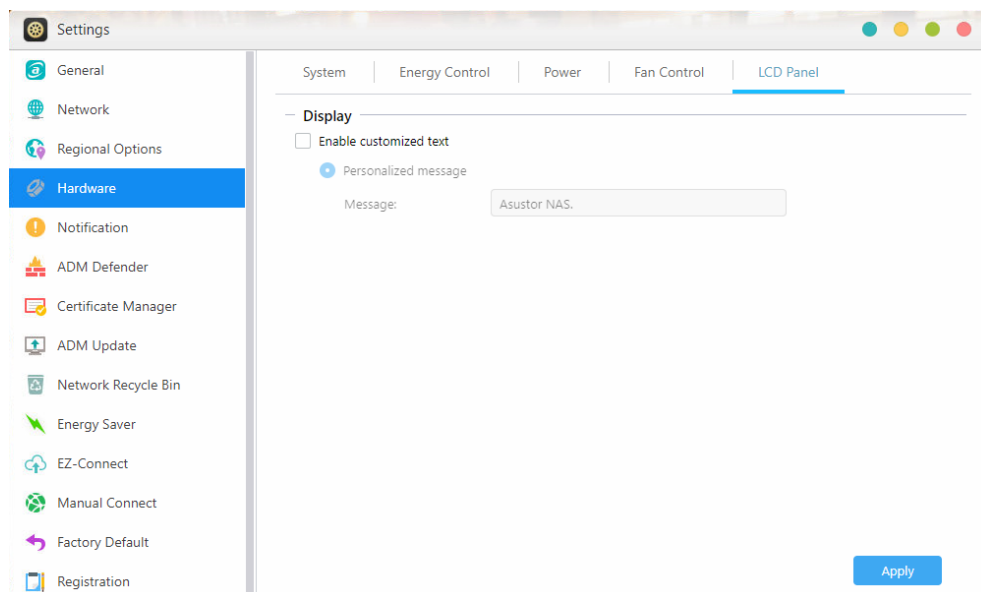 Settings
General
Network
Regional Options
Hardware
Notification
ADM Defender
Certificate Manager
ADM Update
Network Recycle Bin
Energy Saver
EZ-Connect
Manual Connect
Factory Default
Registration
System Energy Control Power Fan Control LCD Panel
Display
Enable customized text
Personalized message
Message: Asustor NAS.
Apply